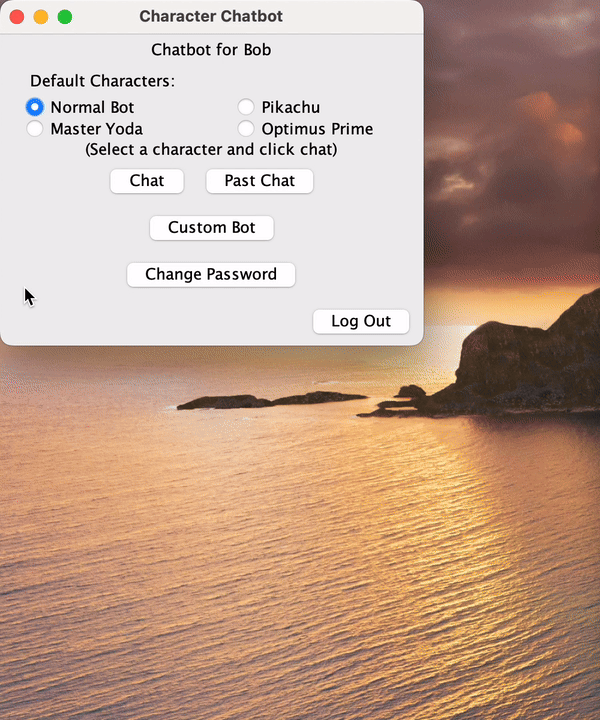 Character Chatbot
Chatbot for Bob
Default Characters:
Normal Bot Pikachu
Master Yoda Optimus Prime
(Select a character and click chat)
Chat Past Chat
Custom Bot
Change Password
Log Out